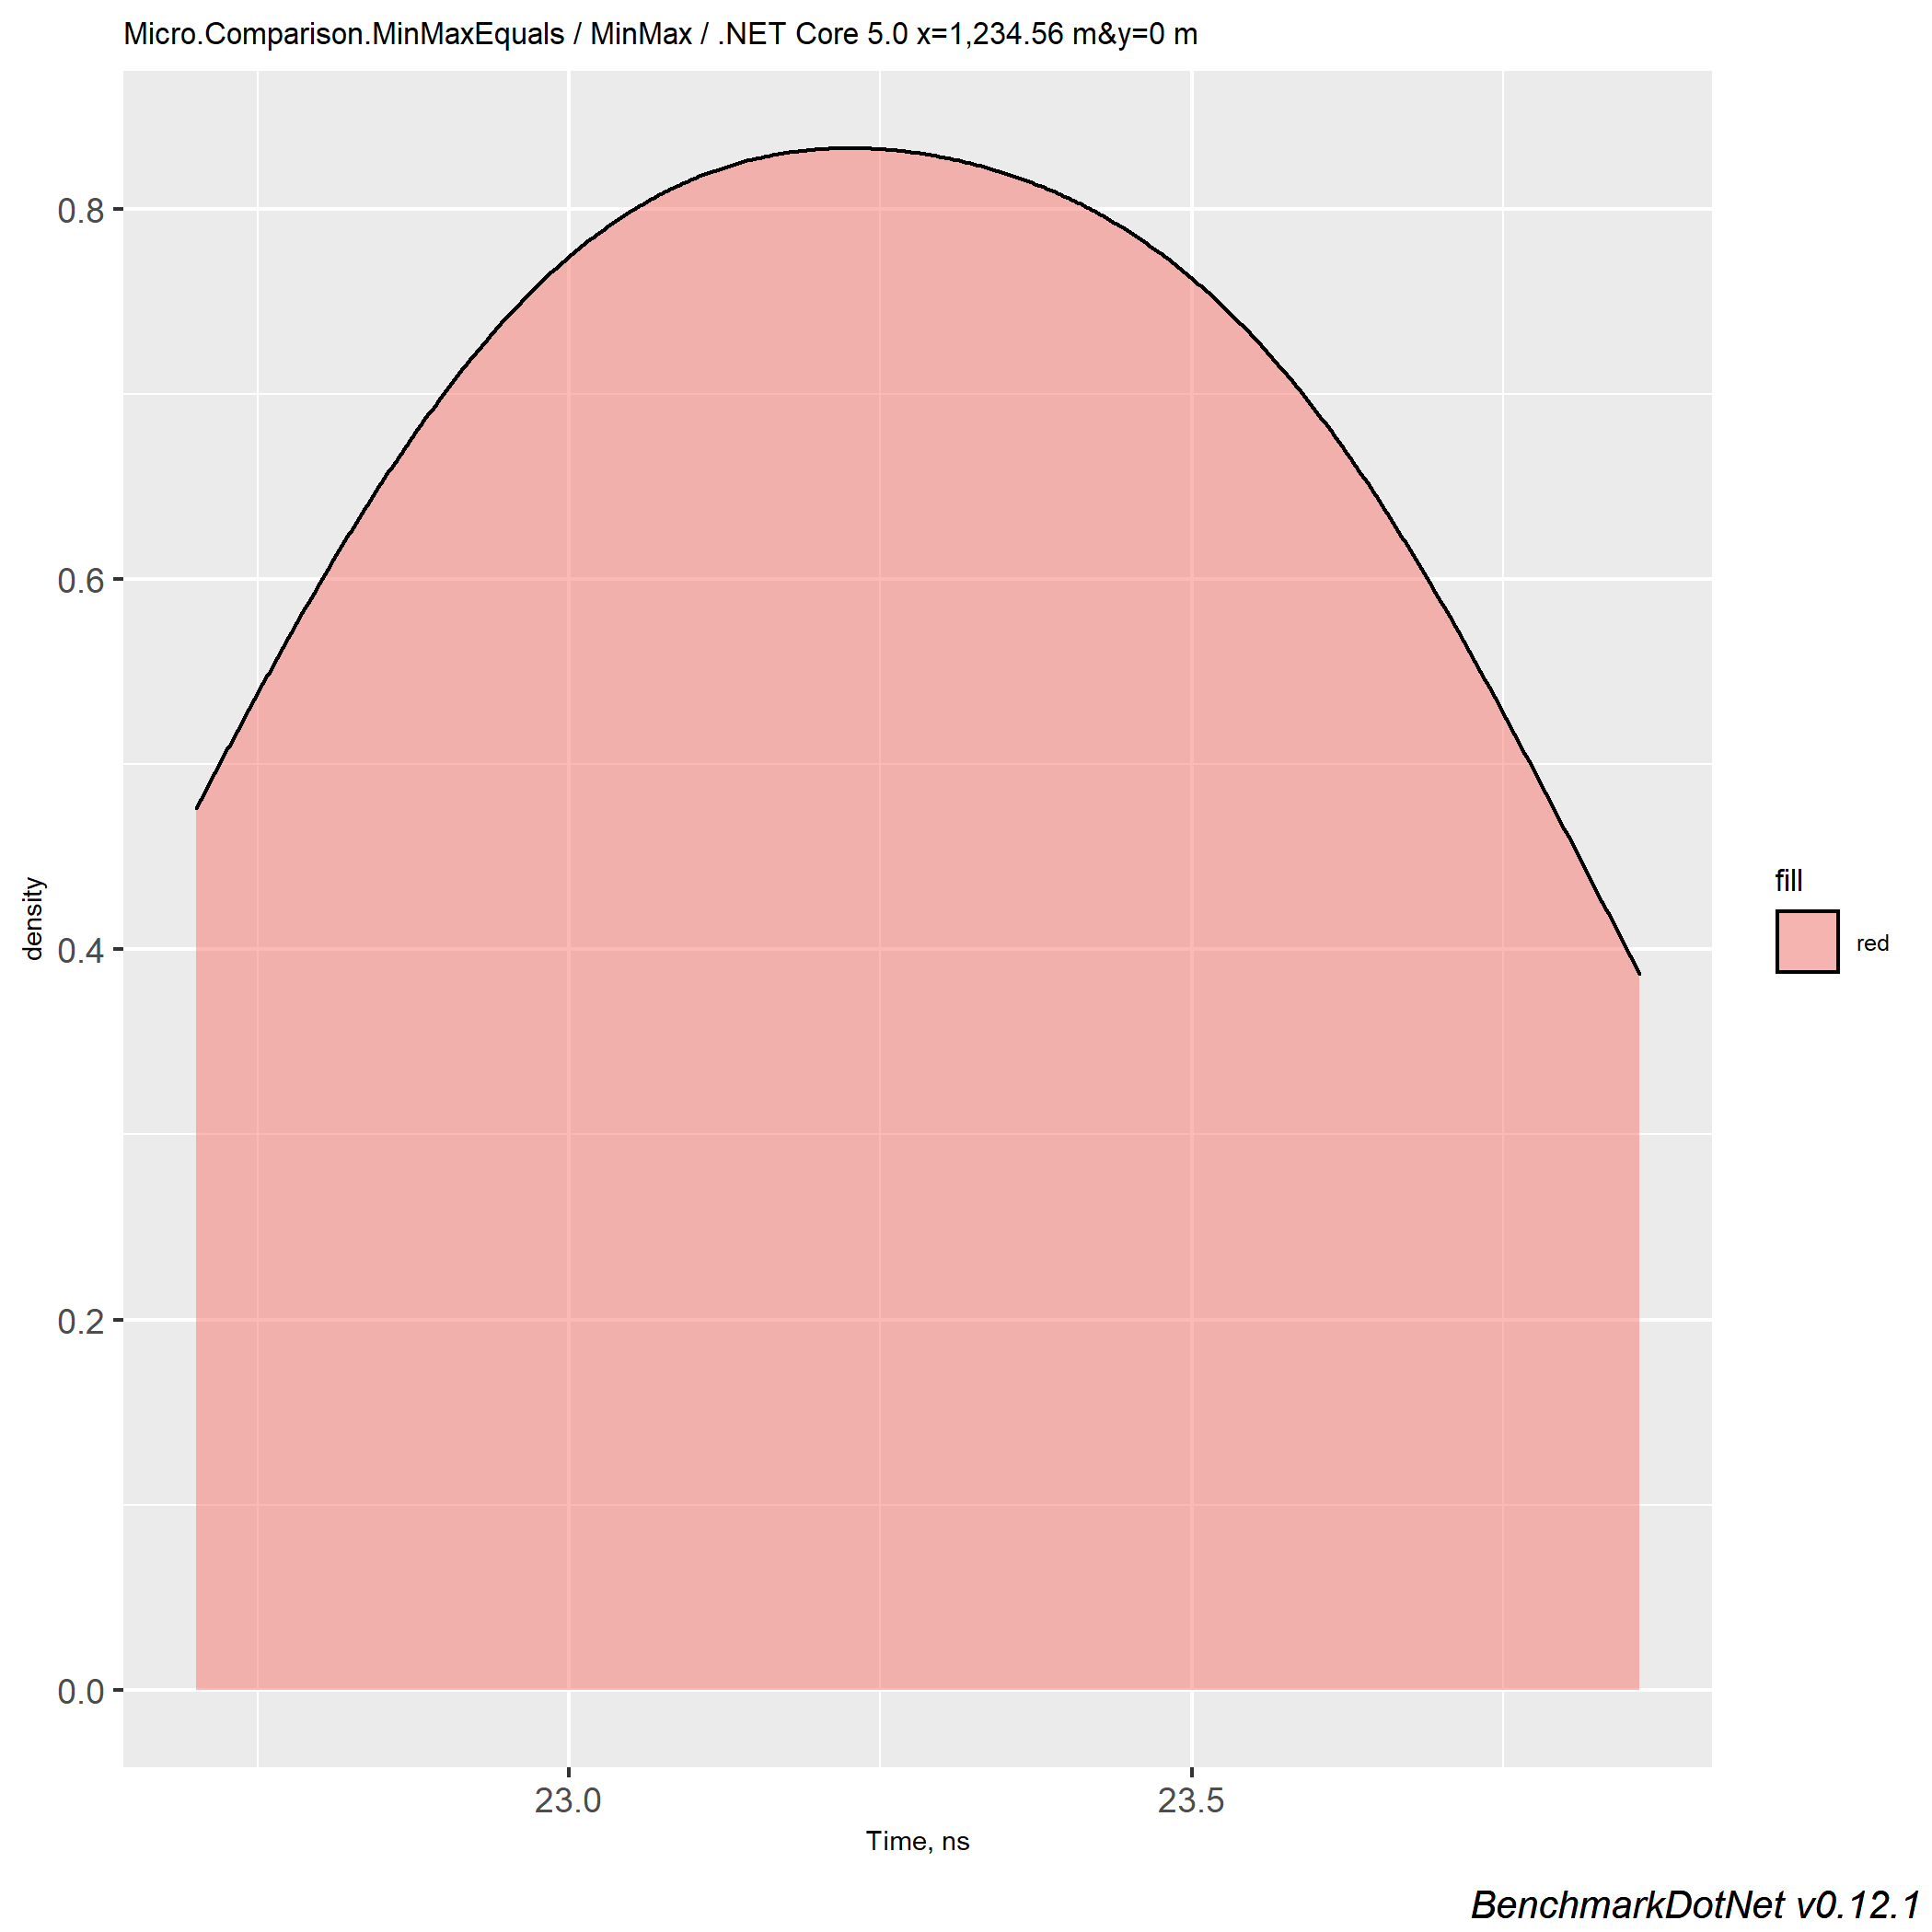 Micro.Comparison.MinMaxEquals / MinMax / .NET Core 5.0 x=1,234.56 m&y=0 m
density
0.8
0.6
0.4
0.2
0.0
23.0
23.5
Time, ns
fill
red
BenchmarkDotNet v0.12.1